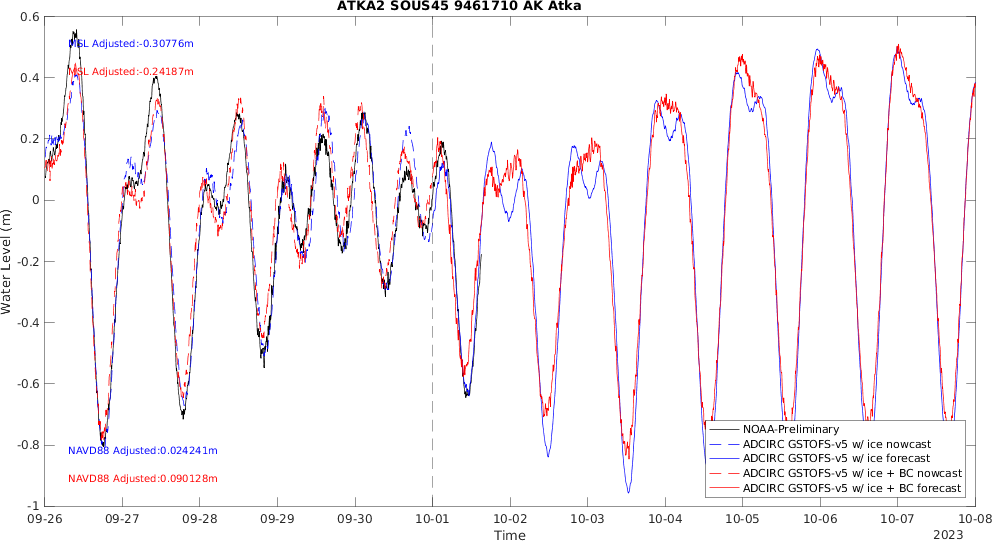 ATKA2 SOUS45 9461710 AK Atka
0.6
MSL Adjusted:-0.30776m
MSL Adjusted:-0.24187m
0.4
0.2
0
-0.2
-0.4
-0.6
-0.8
-1
Water Level (m)
NAVD88 Adjusted:0.024241m
NAVD88 Adjusted:0.090128m
NOAA-Preliminary
ADCIRC GSTOFS-v5 w/ ice nowcast
ADCIRC GSTOFS-v5 w/ ice forecast
ADCIRC GSTOFS-v5 w/ ice + BC nowcast
ADCIRC GSTOFS-v5 w/ ice + BC forecast
09-26 09-27 09-28 09-29 09-30 10-01 10-02 10-03 10-04 10-05 10-06 10-07 10-08
Time
2023